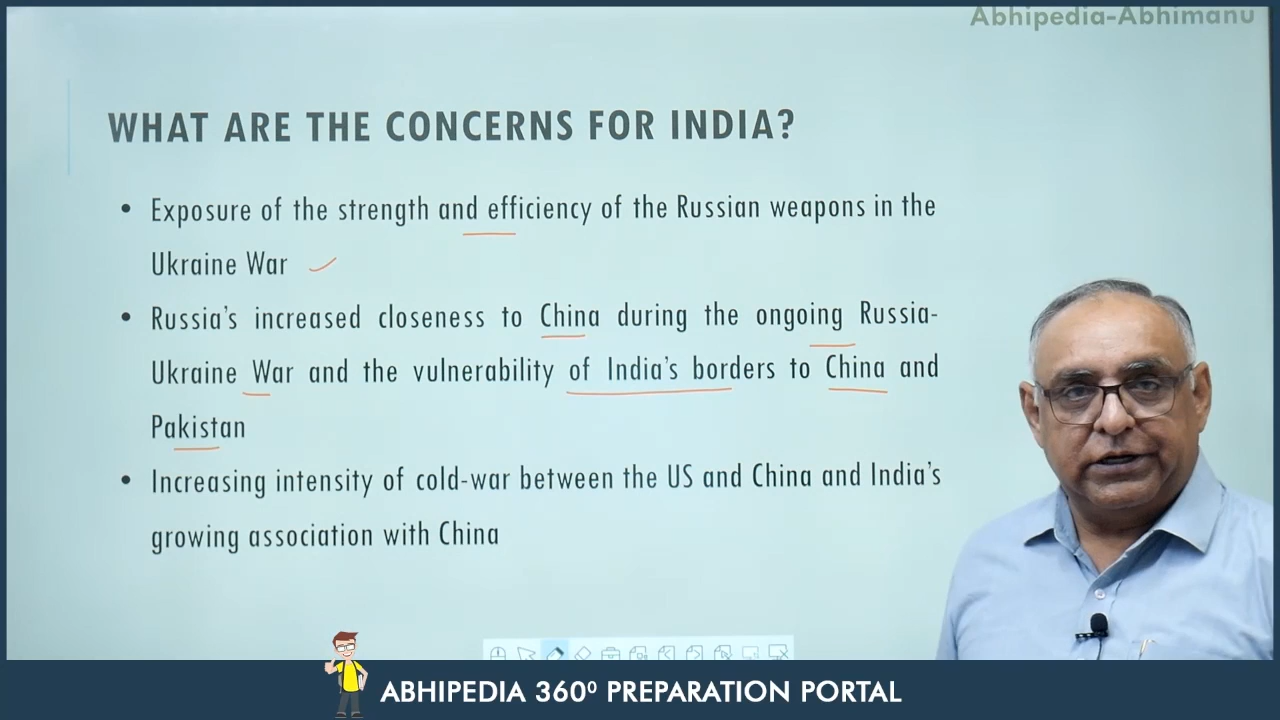 Abhipedia-Abhimanu
WHAT ARE THE CONCERNS FOR INDIA?
• Exposure of the strength and efficiency of the Russian weapons in the
Ukraine War
• Russia's increased closeness to China during the ongoing Russia-
Ukraine War and the vulnerability of India's borders to China and
Pakistan
• Increasing intensity of cold-war between the US and China and India's
growing association with China
ABHIPEDIA 360⁰ PREPARATION PORTAL